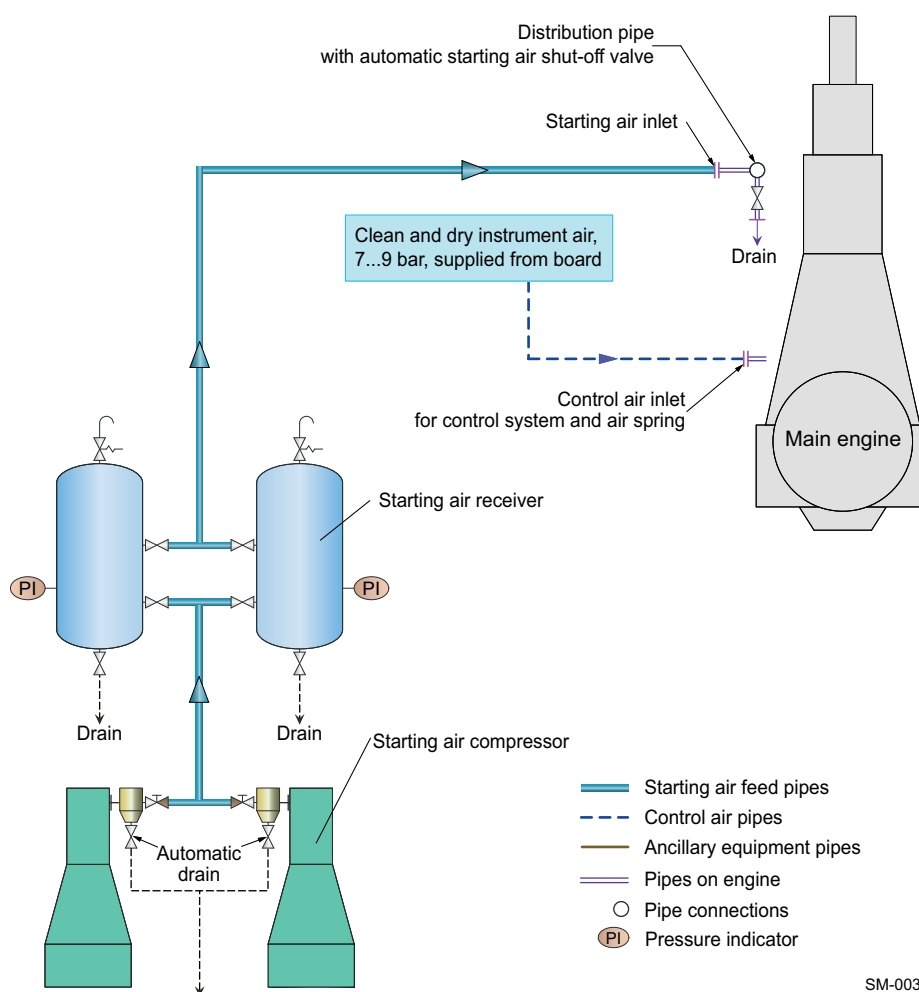 Distribution pipe
with automatic starting air shut-off valve
Starting air inlet
Clean and dry instrument air,
7...9 bar, supplied from board
Drain
Control air inlet
for control system and air spring
Main engine
Starting air receiver
PI
PI
Drain
Drain
Starting air compressor
Automatic
drain
Starting air feed pipes
Control air pipes
Ancillary equipment pipes
Pipes on engine
Pipe connections
PI Pressure indicator
SM-003